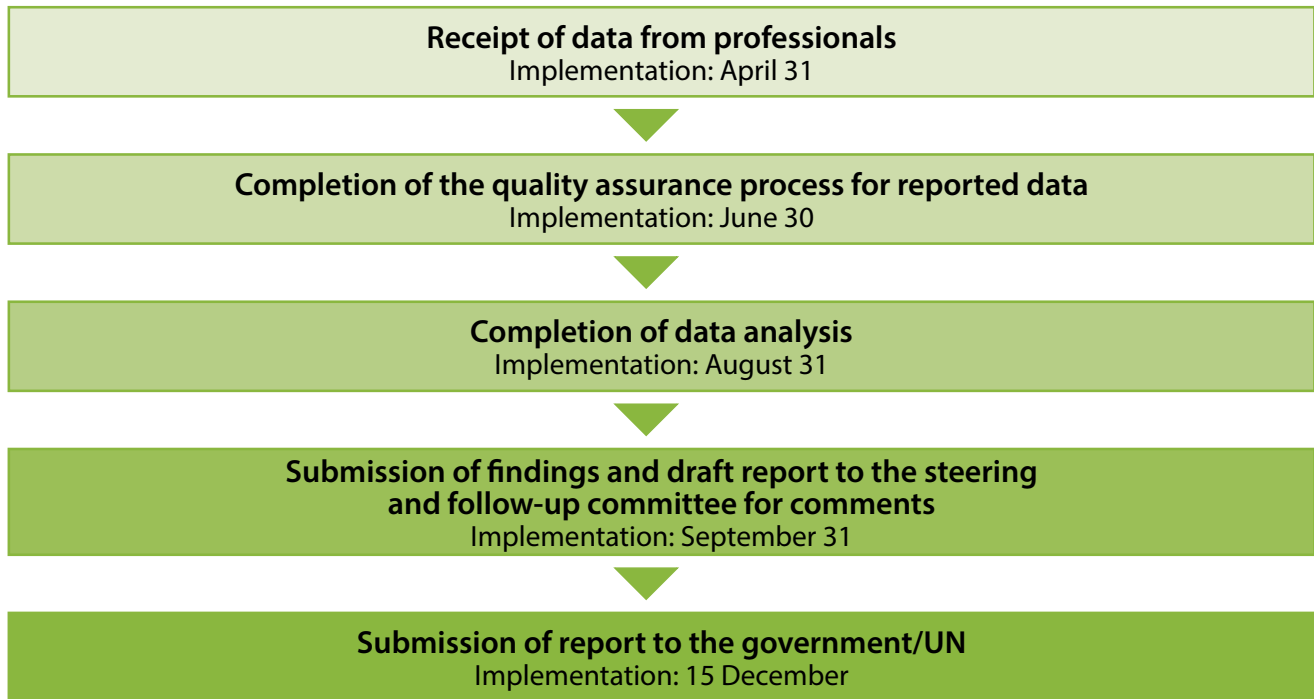 Receipt of data from professionals
Implementation: April 31
Completion of the quality assurance process for reported data
Implementation: June 30
Completion of data analysis
Implementation: August 31
Submission of findings and draft report to the steering
and follow-up committee for comments
Implementation: September 31
Submission of report to the government/UN
Implementation: 15 December